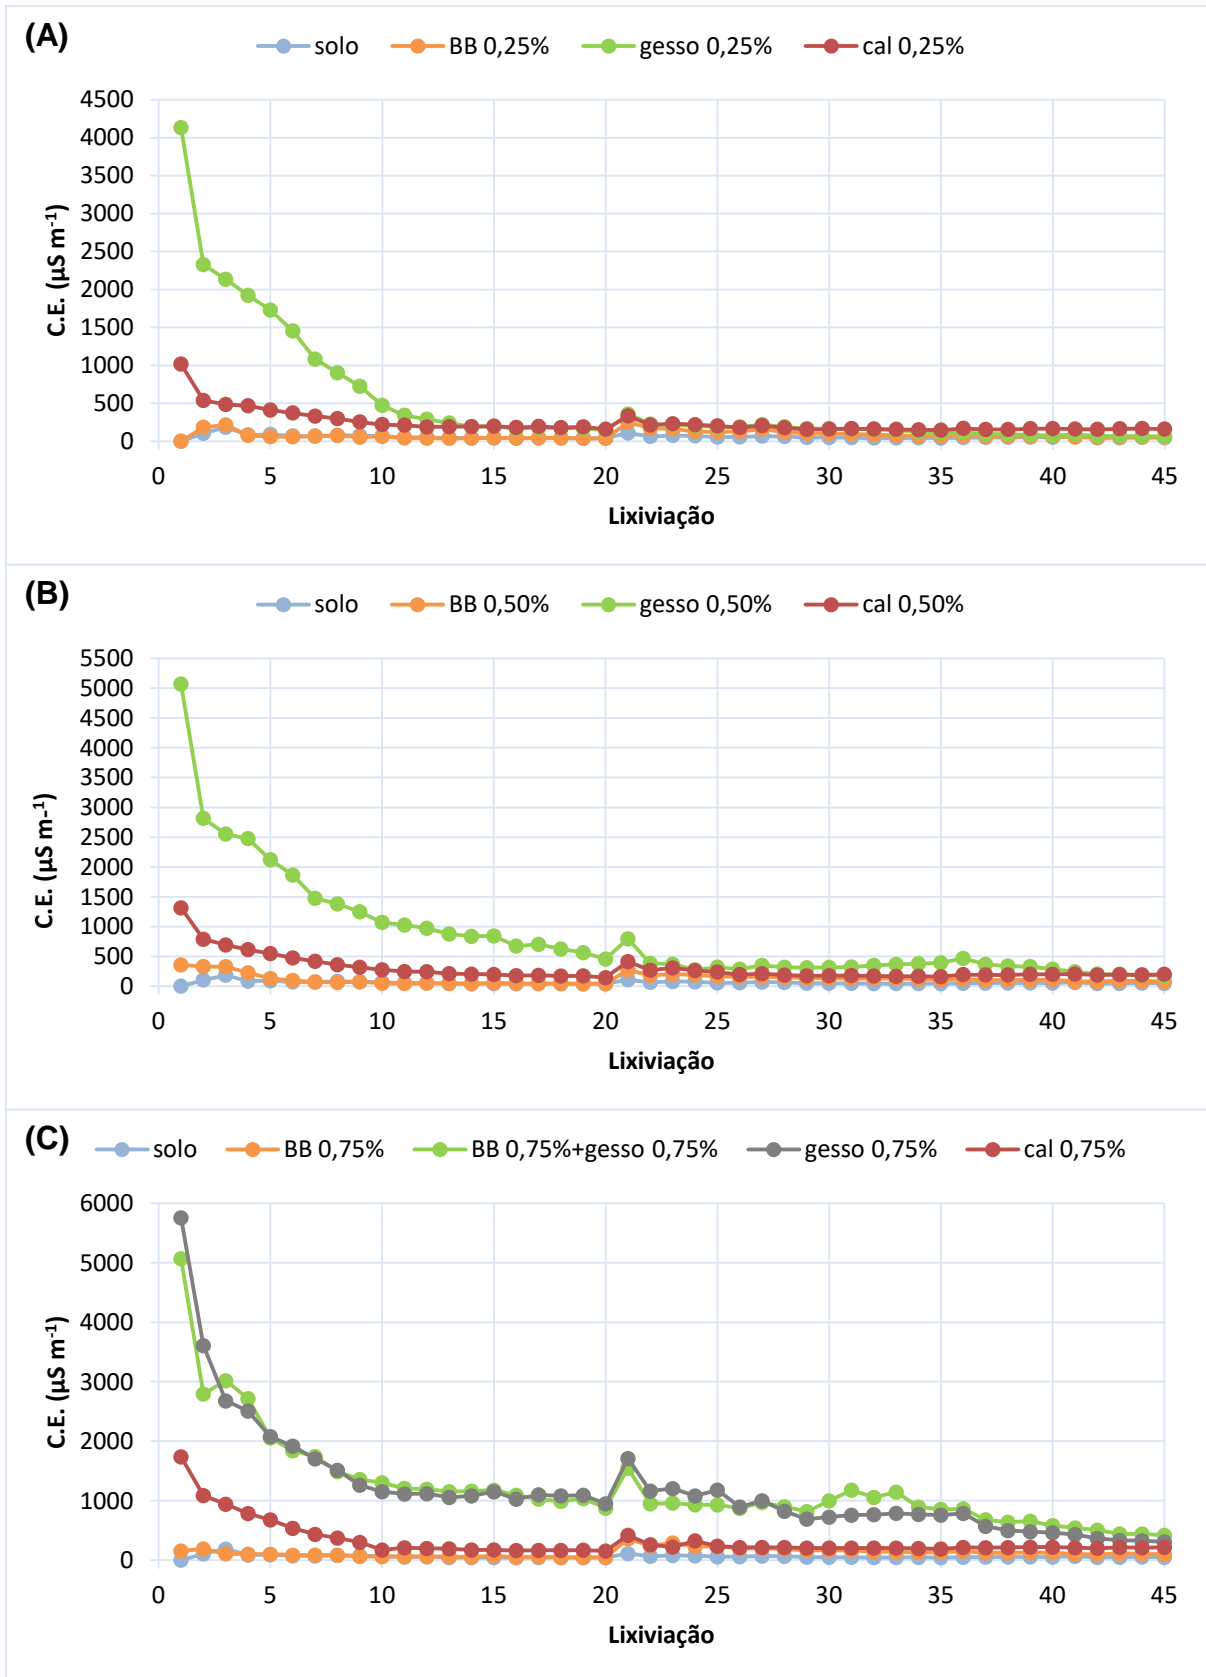 (A)
solo BB 0,25% gesso 0,25% cal 0,25%
4500
4000
3500
3000
2500
2000
1500
1000
500
0
C.E. (µS m⁻¹)
0 5 10 15 20 25 30 35 40 45
Lixiviação
(B)
solo BB 0,50% gesso 0,50% cal 0,50%
5500
5000
4500
4000
3500
3000
2500
2000
1500
1000
500
0
C.E. (µS m-¹)
0 5 10 15 20 25 30 35 40 45
Lixiviação
(C)
solo BB 0,75% BB 0,75%+gesso 0,75% gesso 0,75% cal 0,75%
6000
5000
4000
3000
2000
1000
0
C.E. (µS m⁻¹)
0 5 10 15 20 25 30 35 40 45
Lixiviação